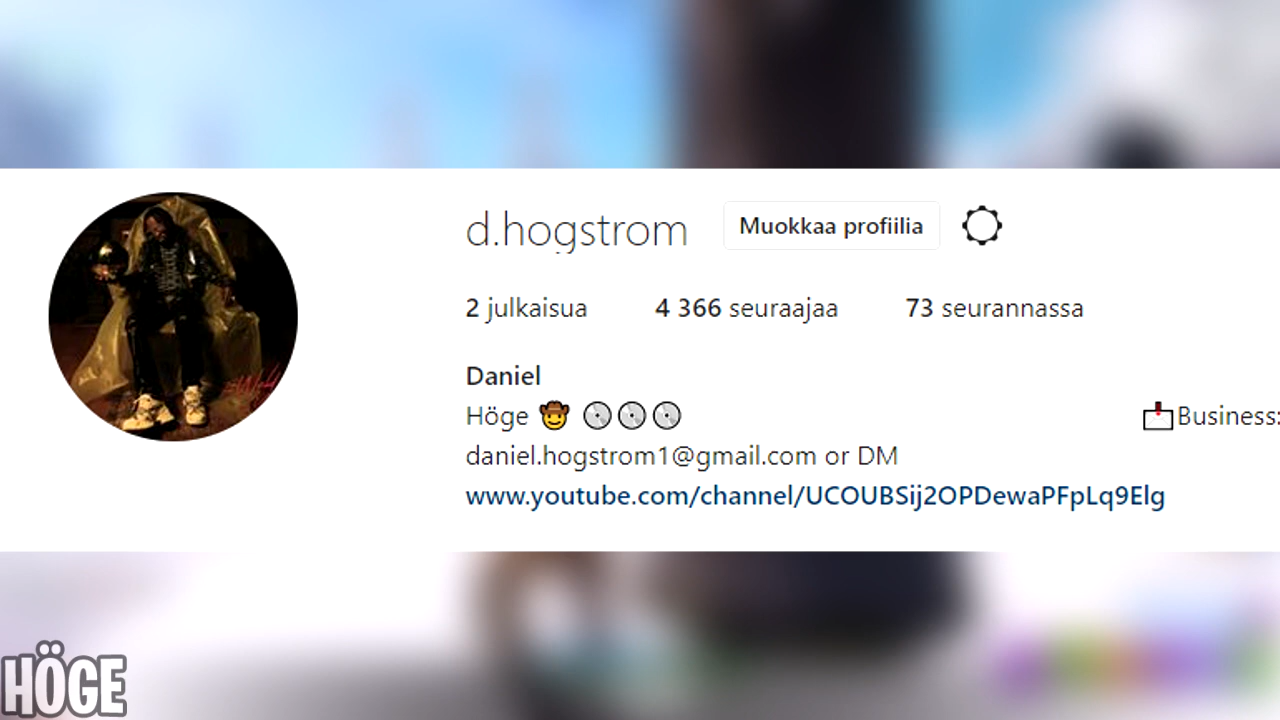 d.hogstrom Muokkaa profiilia
2 julkaisua 4 366 seuraajaa 73 seurannassa
Daniel
Höge 🤠 💿💿💿 📩Business:
daniel.hogstrom1@gmail.com or DM
www.youtube.com/channel/UCOUBSij2OPDewaPFpLq9Elg
HÖGE